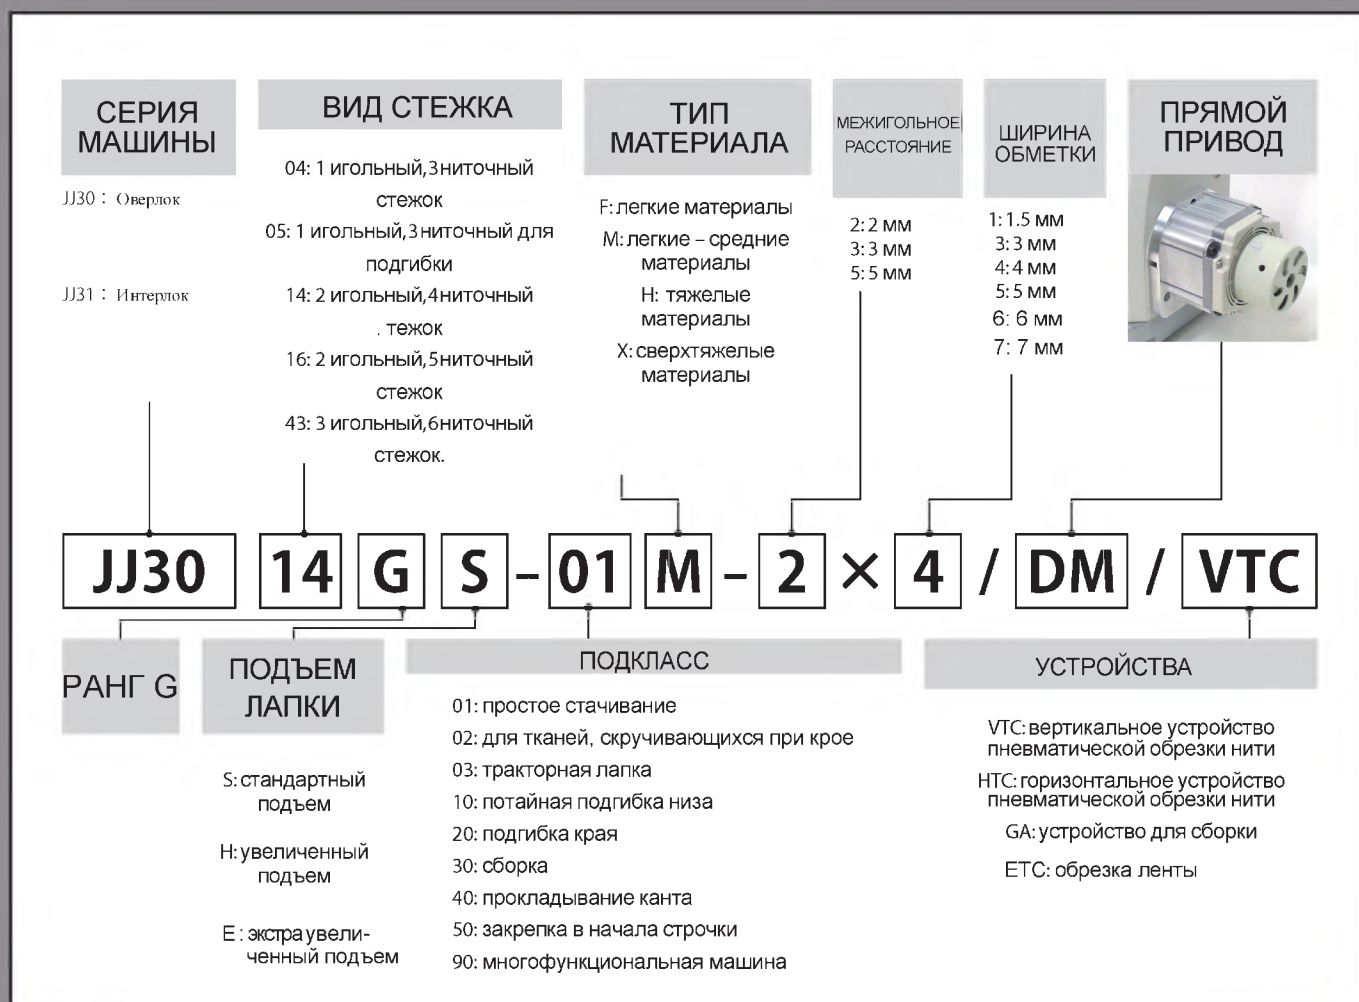 СЕРИЯ
МАШИНЫ
JJ30 : Оверлок
JJ31 : Интерлок
ВИД СТЕЖКА
04: 1 игольный,3ниточный
стежок
05: 1 игольный,3ниточный для
подгибки
14: 2 игольный,4ниточный
. тежок
16: 2 игольный,5ниточный
стежок
43: 3 игольный,6ниточный
стежок.
ТИП
МАТЕРИАЛА
F:легкие материалы
M:легкие – средние
материалы
H: тяжелые
материалы
X:сверхтяжелые
материалы
МЕЖИГОЛЬНОЕ
РАССТОЯНИЕ
2:2 мм
3:3 мм
5:5 мм
ШИРИНА
ОБМЕТКИ
1:1.5 мм
3:3 мм
4:4 мм
5:5 мм
6: 6 мм
7: 7 мм
ПРЯМОЙ
ПРИВОД
JJ30 14 G S – 01 M – 2 × 4 / DM / VTC
РАНГ G
ПОДЪЕМ
ЛАПКИ
S:стандартный
подъем
H:увеличенный
подъем
E : экстра увели-
ченный подъем
ПОДКЛАСС
01: простое стачивание
02: для тканей, скручивающихся при крое
03: тракторная лапка
10: потайная подгибка низа
20: подгибка края
30: сборка
40: прокладывание канта
50: закрепка в начала строчки
90: многофункциональная машина
УСТРОЙСТВА
VTC:вертикальное устройство
пневматической обрезки нити
HTC:горизонтальное устройство
пневматической обрезки нити
GA:устройство для сборки
ETC: обрезка ленты